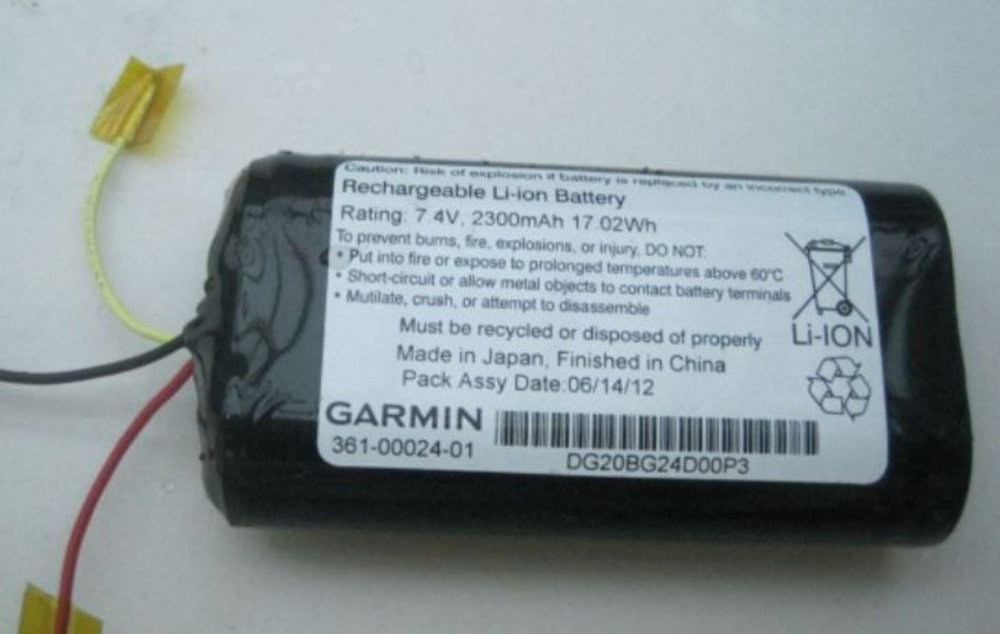 Caution: Risk of explosion if battery is replaced by an incorrect type
Rechargeable Li-ion Battery
Rating: 7.4V, 2300mAh 17.02Wh
To prevent burns, fire, explosions, or injury, DO NOT:
* Put into fire or expose to prolonged temperatures above 60°C
* Short-circuit or allow metal objects to contact battery terminals
* Mutilate, crush, or attempt to disassemble
Li-ION
Must be recycled or disposed of properly
Made in Japan, Finished in China
Pack Assy Date:06/14/12
GARMIN
361-00024-01
DG20BG24D00P3